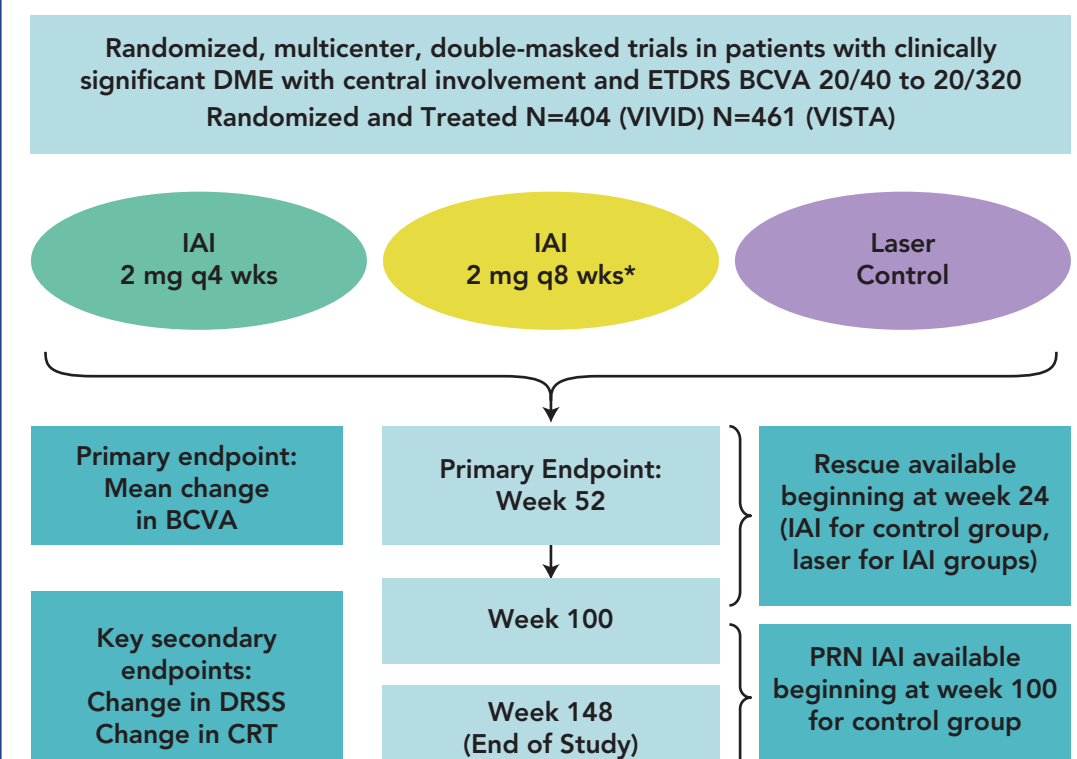 Randomized, multicenter, double-masked trials in patients with clinically
significant DME with central involvement and ETDRS BCVA 20/40 to 20/320
Randomized and Treated N=404 (VIVID) N=461 (VISTA)
IAI
2 mg q4 wks
IAI
2 mg q8 wks*
Laser
Control
Primary endpoint:
Mean change
in BCVA
Primary Endpoint:
Week 52
Rescue available
beginning at week 24
(IAI for control group,
laser for IAI groups)
Key secondary
endpoints:
Change in DRSS
Change in CRT
Week 100
Week 148
(End of Study)
PRN IAI available
beginning at week 100
for control group